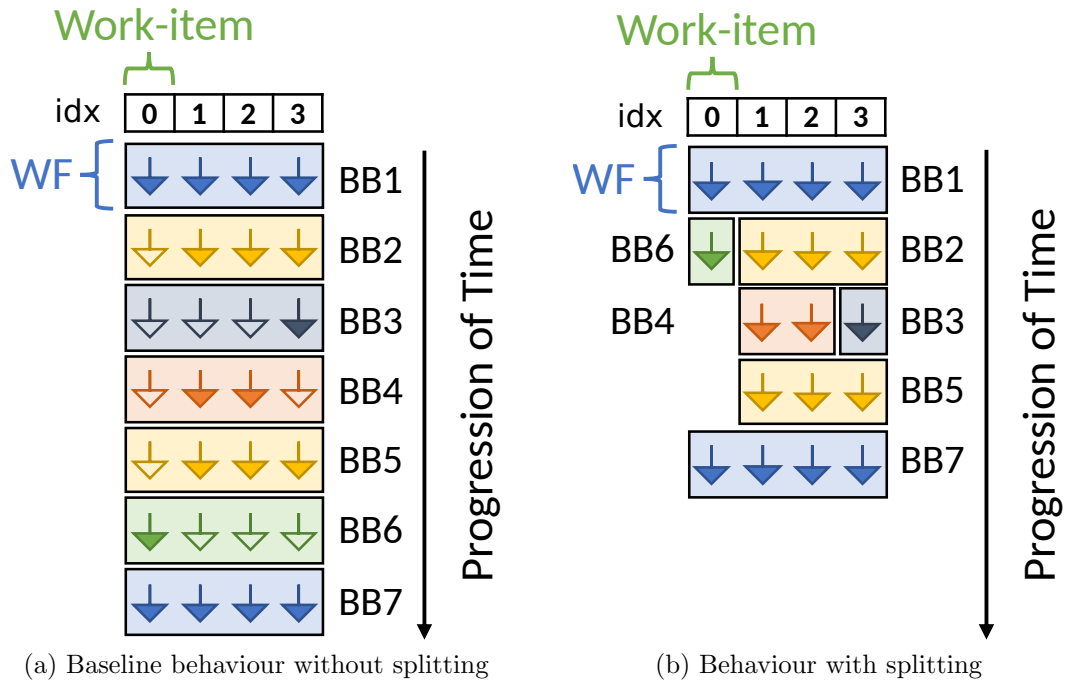 Work-item
idx 0 1 2 3
WF BB1
BB2
BB3
BB4
BB5
BB6
BB7
Progression of Time
(a) Baseline behaviour without splitting
Work-item
idx 0 1 2 3
WF BB1
BB6 BB2
BB4 BB3
BB5
BB7
Progression of Time
(b) Behaviour with splitting